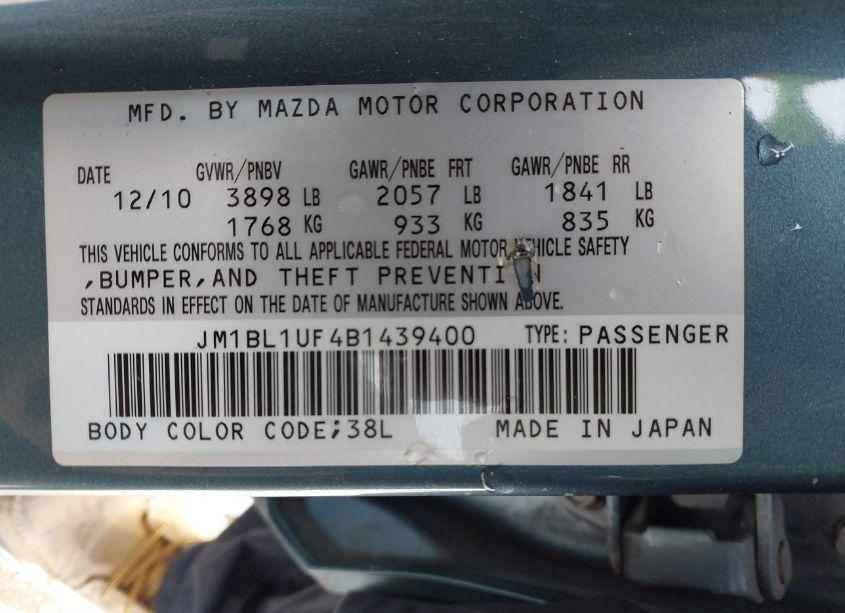 MFD. BY MAZDA MOTOR CORPORATION
DATE GVWR/PNBV GAWR/PNBE FRT GAWR/PNBE RR
12/10 3898 LB 2057 LB 1841 LB
1768 KG 933 KG 835 KG
THIS VEHICLE CONFORMS TO ALL APPLICABLE FEDERAL MOTOR VEHICLE SAFETY
,BUMPER,AND THEFT PREVENTION
STANDARDS IN EFFECT ON THE DATE OF MANUFACTURE SHOWN ABOVE.
JM1BL1UF4B1439400 TYPE: PASSENGER
BODY COLOR CODE;38L MADE IN JAPAN